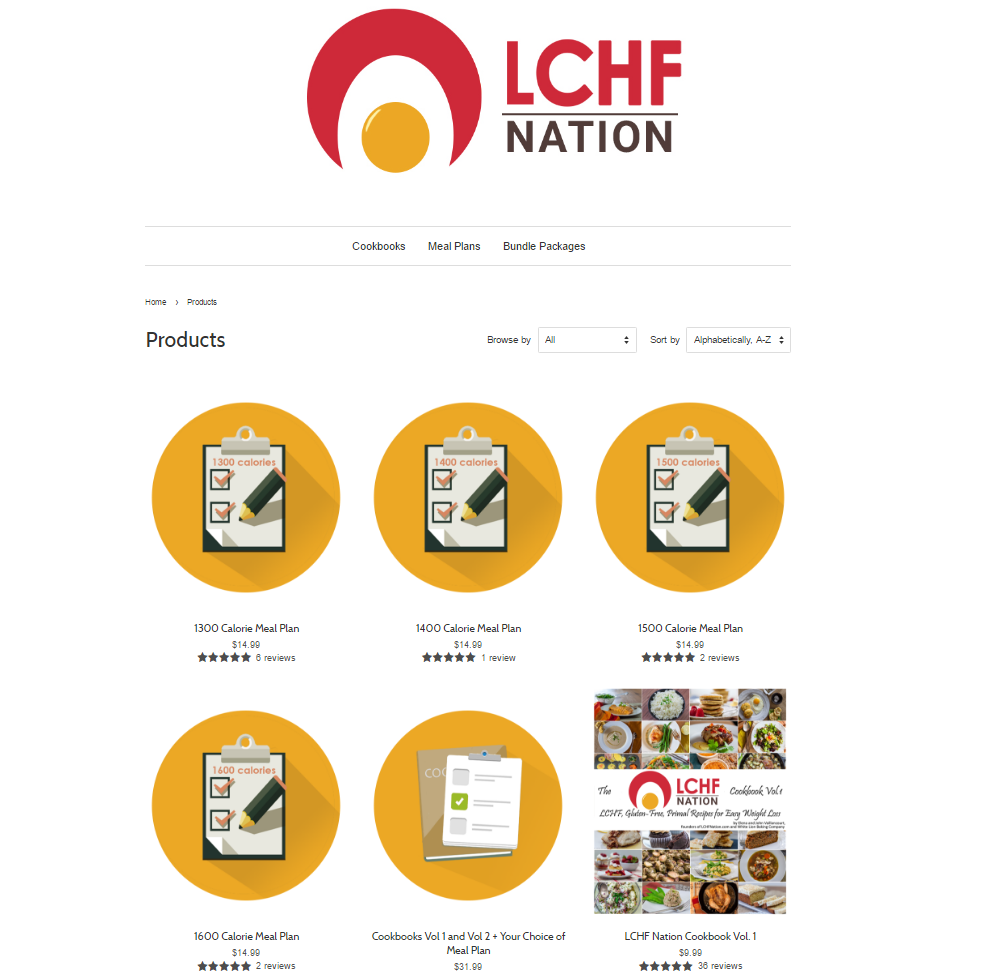 LCHF
NATION
Cookbooks Meal Plans Bundle Packages
Home › Products
Products
Browse by All Sort by Alphabetically, A-Z
1300 calories
1400 calories
1500 calories
1300 Calorie Meal Plan
$14.99
6 reviews
1400 Calorie Meal Plan
$14.99
1 review
1500 Calorie Meal Plan
$14.99
2 reviews
1600 calories
COO
The
LCHF
NATION
Cookbook Vol.1
LCHF, Gluten-Free, Primal Recipes for Easy Weight Loss
1600 Calorie Meal Plan
$14.99
2 reviews
Cookbooks Vol 1 and Vol 2 + Your Choice of
Meal Plan
$31.99
LCHF Nation Cookbook Vol. 1
$9.99
36 reviews